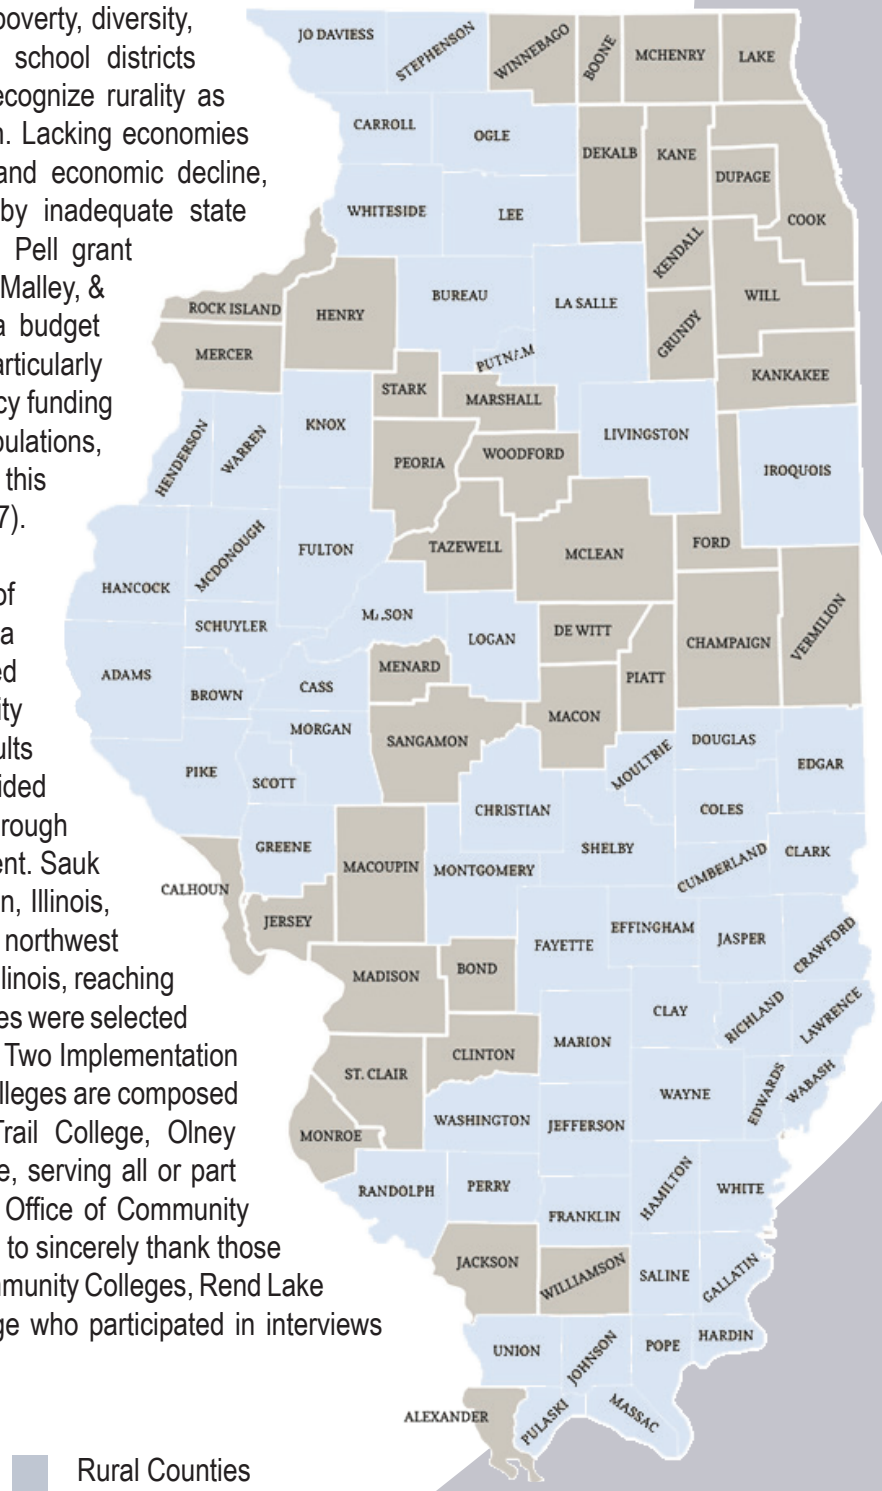 poverty, diversity,
school districts
ecognize rurality as
n. Lacking economies
and economic decline,
by inadequate state
Pell grant
Malley, &
a budget
articularly
cy funding
pulations,
this
7).
of
a
ed
ity
ults
ided
rough
ent. Sauk
n, Illinois,
northwest
llinois, reaching
es were selected
Two Implementation
olleges are composed
Trail College, Olney
e, serving all or part
Office of Community
to sincerely thank those
mmunity Colleges, Rend Lake
ge who participated in interviews
JO DAVIESS
STEPHENSON
WINNEBAGO
BOONE
MCHENRY
LAKE
CARROLL
OGLE
DEKALB
KANE
DUPAGE
COOK
WHITESIDE
LEE
KENDALL
ROCK ISLAND
HENRY
BUREAU
LA SALLE
WILL
GRUNDY
MERCER
PUTNAM
KANKAKEE
STARK
MARSHALL
HENDERSON
WARREN
KNOX
PEORIA
WOODFORD
LIVINGSTON
IROQUOIS
HANCOCK
MCDONOUGH
FULTON
TAZEWELL
MCLEAN
FORD
SCHUYLER
MASON
LOGAN
DE WITT
CHAMPAIGN
VERMILION
ADAMS
BROWN
CASS
MENARD
PIATT
MACON
PIKE
SCOTT
MORGAN
SANGAMON
MOULTRIE
DOUGLAS
EDGAR
CHRISTIAN
COLES
GREENE
MACOUPIN
MONTGOMERY
SHELBY
CUMBERLAND
CLARK
CALHOUN
JERSEY
FAYETTE
EFFINGHAM
JASPER
CRAWFORD
MADISON
BOND
CLAY
RICHLAND
LAWRENCE
ST. CLAIR
CLINTON
MARION
WAYNE
EDWARDS
WABASH
MONROE
WASHINGTON
JEFFERSON
RANDOLPH
PERRY
FRANKLIN
HAMILTON
WHITE
JACKSON
WILLIAMSON
SALINE
GALLATIN
UNION
JOHNSON
POPE
HARDIN
ALEXANDER
PULASKI
MASSAC
Rural Counties